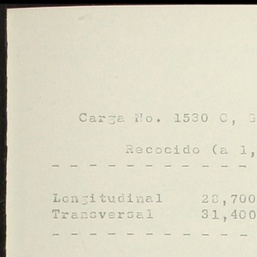 Carga No. 1530 C,
Recocido (a 1,
- - - - - - - - - - -
Longitudinal 28,700
Transversal 31,400
- - - - - - - - - - -